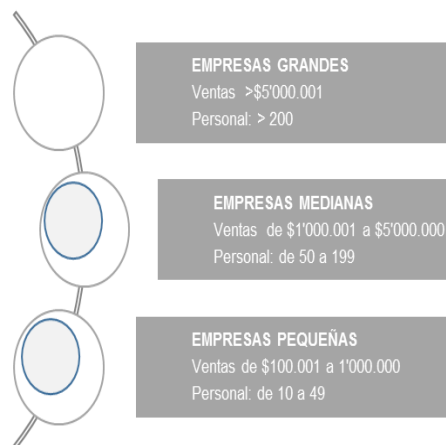 EMPRESAS GRANDES
Ventas >$5'000.001
Personal: > 200
EMPRESAS MEDIANAS
Ventas de $1'000.001 a $5'000.000
Personal: de 50 a 199
EMPRESAS PEQUEÑAS
Ventas de $100.001 a 1'000.000
Personal: de 10 a 49